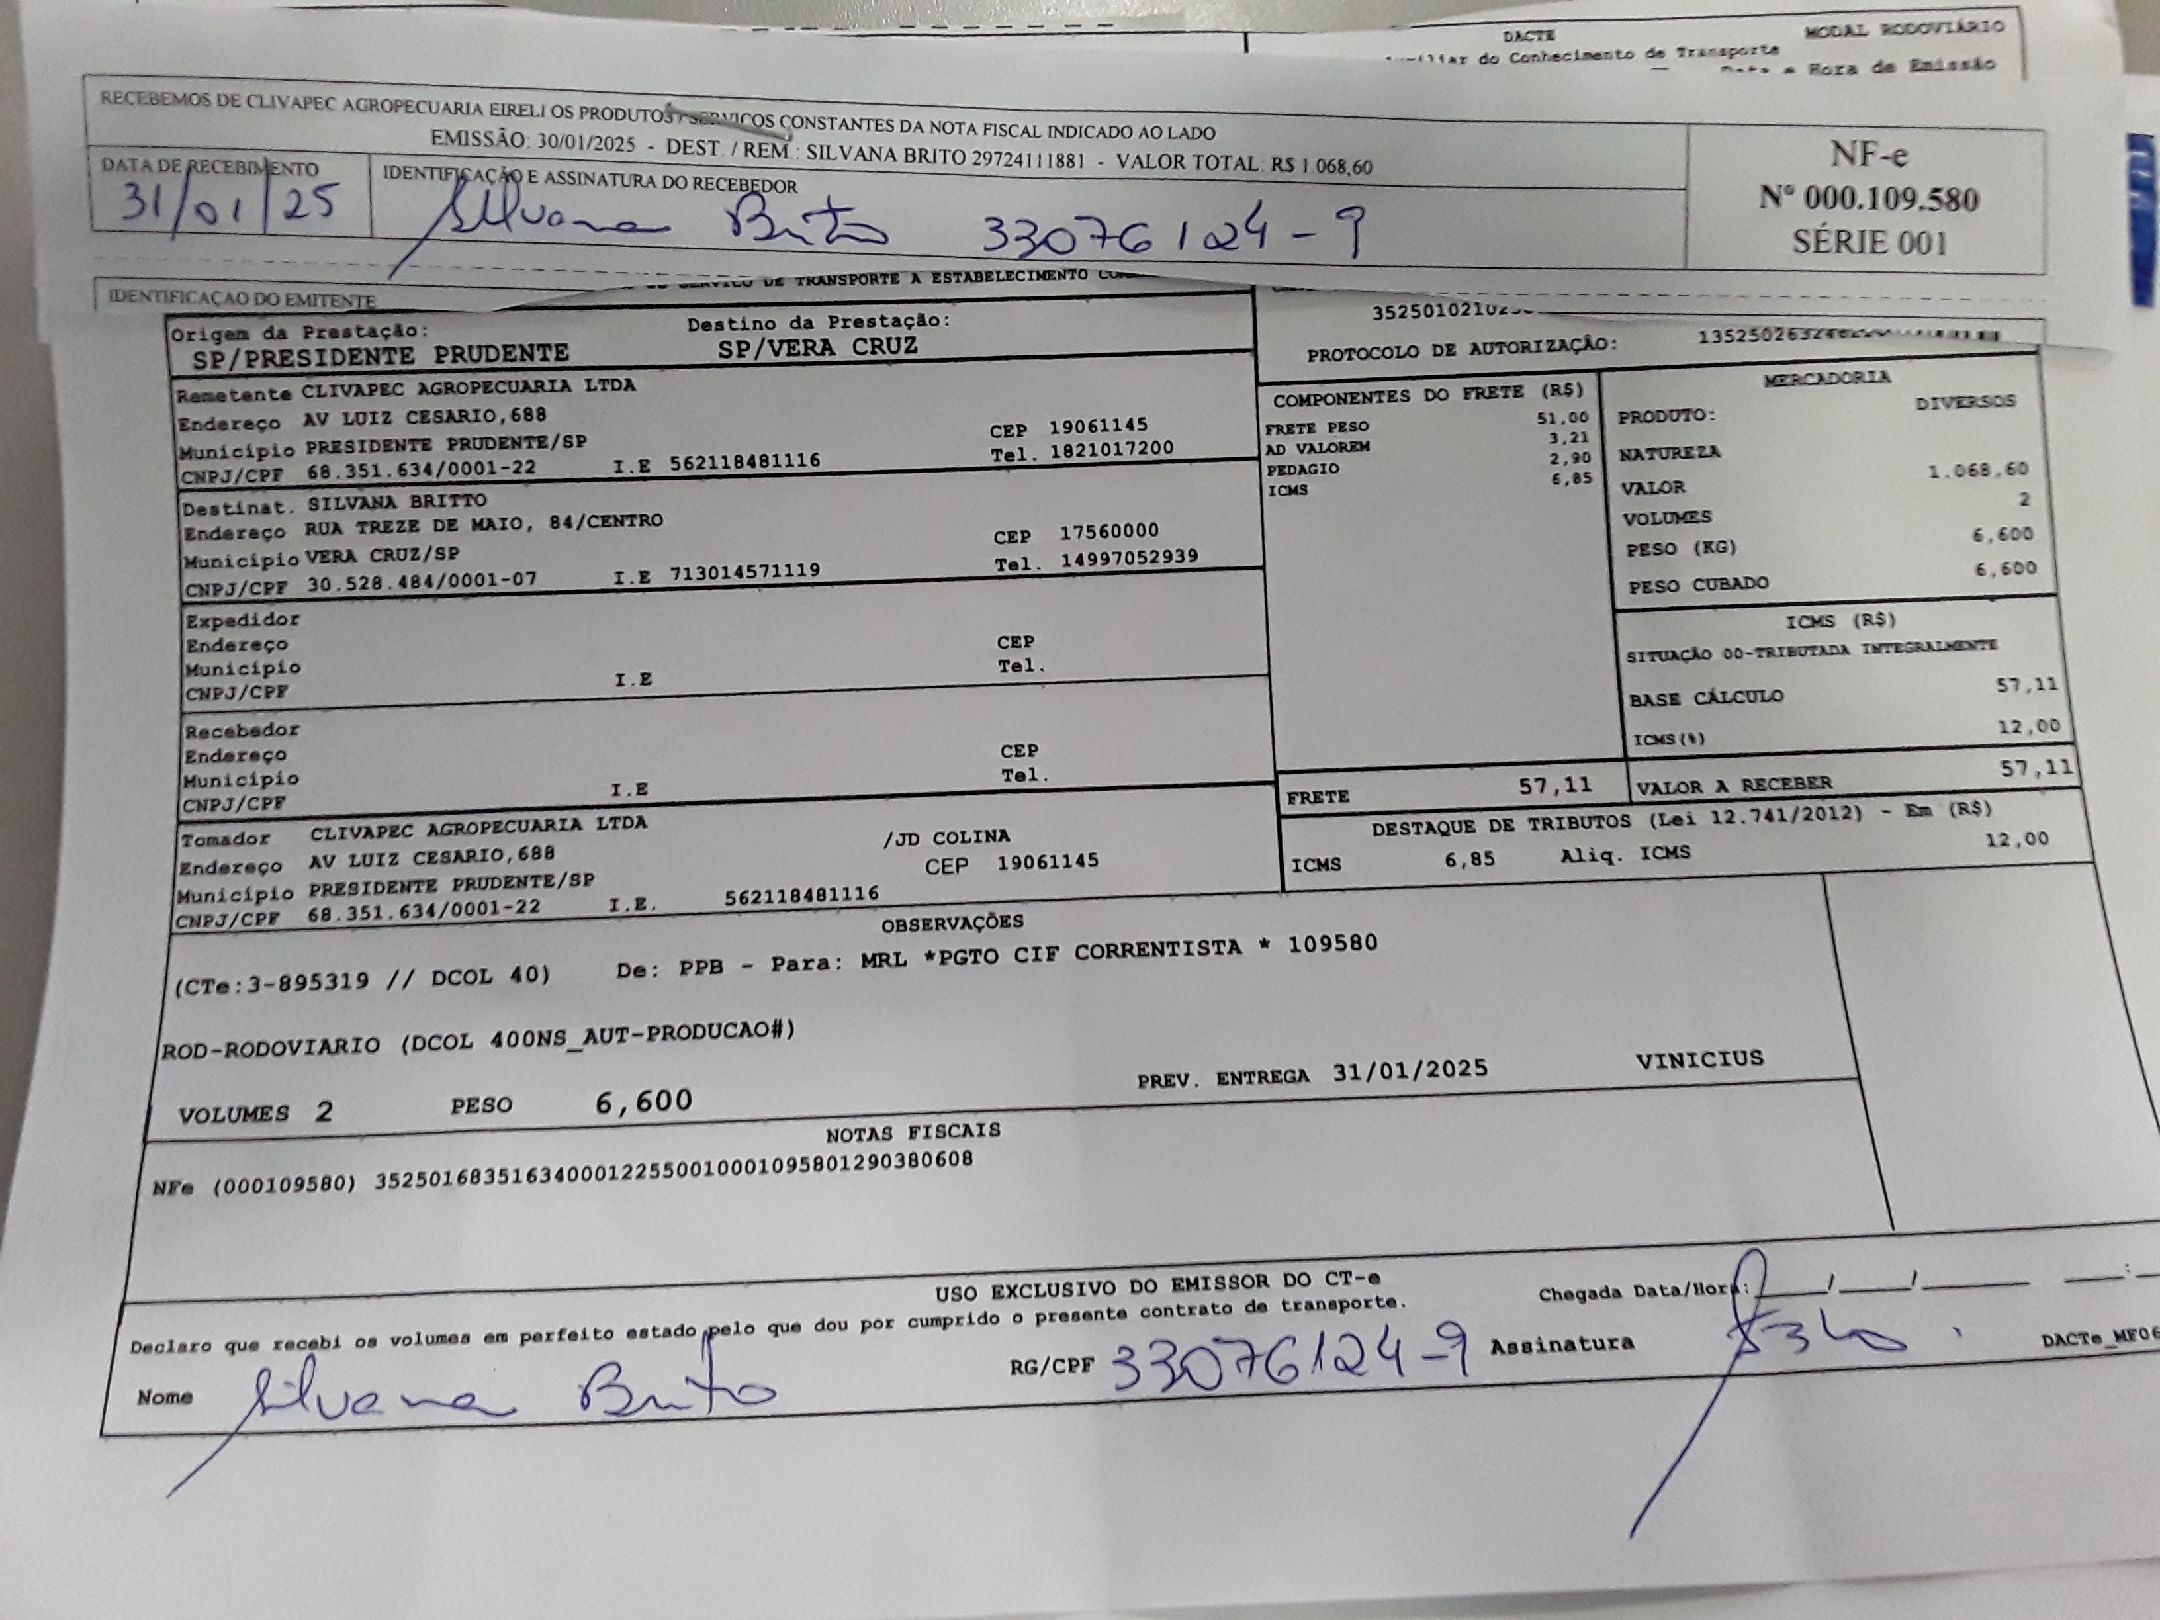 DACTE
MODAL RODOVIÁRIO
do Conhecimento de Transporte
Hora de Emissão
RECEBEMOS DE CLIVAPEC AGROPECUARIA EIRELI OS PRODUTOS / SERVIÇOS CONSTANTES DA NOTA FISCAL INDICADO AO LADO
EMISSÃO: 30/01/2025 - DEST. / REM.: SILVANA BRITO 29724111881 - VALOR TOTAL: R$ 1.068,60
DATA DE RECEBIMENTO
31/01/25
IDENTIFICAÇÃO E ASSINATURA DO RECEBEDOR
Silvana Brito 33076124-9
NF-e
Nº 000.109.580
SÉRIE 001
IDENTIFICAÇÃO DO EMITENTE
DE TRANSPORTE A ESTABELECIMENTO
Origem da Prestação:
SP/PRESIDENTE PRUDENTE
Destino da Prestação:
SP/VERA CRUZ
PROTOCOLO DE AUTORIZAÇÃO:
Remetente CLIVAPEC AGROPECUARIA LTDA
Endereço AV LUIZ CESARIO,688
Município PRESIDENTE PRUDENTE/SP CEP 19061145
CNPJ/CPF 68.351.634/0001-22 I.E 562118481116 Tel. 1821017200
Destinat. SILVANA BRITTO
Endereço RUA TREZE DE MAIO, 84/CENTRO
Município VERA CRUZ/SP CEP 17560000
CNPJ/CPF 30.528.484/0001-07 I.E 713014571119 Tel. 14997052939
Expedidor
Endereço
Município CEP
CNPJ/CPF I.E Tel.
Recebedor
Endereço
Município CEP
CNPJ/CPF I.E Tel.
Tomador CLIVAPEC AGROPECUARIA LTDA
Endereço AV LUIZ CESARIO,688 /JD COLINA
Município PRESIDENTE PRUDENTE/SP CEP 19061145
CNPJ/CPF 68.351.634/0001-22 I.E. 562118481116
COMPONENTES DO FRETE (R$)
FRETE PESO 51,00
AD VALOREM 3,21
PEDAGIO 2,90
ICMS 6,85
MERCADORIA
PRODUTO: DIVERSOS
NATUREZA
VALOR 1.068,60
VOLUMES 2
PESO (KG) 6,600
PESO CUBADO 6,600
ICMS (R$)
SITUAÇÃO 00-TRIBUTADA INTEGRALMENTE
BASE CÁLCULO 57,11
ICMS(%) 12,00
FRETE 57,11
VALOR A RECEBER 57,11
DESTAQUE DE TRIBUTOS (Lei 12.741/2012) - Em (R$)
ICMS 6,85 Aliq. ICMS 12,00
OBSERVAÇÕES
(CTe:3-895319 // DCOL 40) De: PPB - Para: MRL *PGTO CIF CORRENTISTA * 109580
ROD-RODOVIARIO (DCOL 400NS_AUT-PRODUCAO#)
VOLUMES 2 PESO 6,600 PREV. ENTREGA 31/01/2025 VINICIUS
NOTAS FISCAIS
NFe (000109580) 35250168351634000122550010001095801290380608
USO EXCLUSIVO DO EMISSOR DO CT-e
Declaro que recebi os volumes em perfeito estado pelo que dou por cumprido o presente contrato de transporte.
Chegada Data/Hora: / / :
Nome Silvana Brito RG/CPF 33076124-9 Assinatura
DACTe_MF06